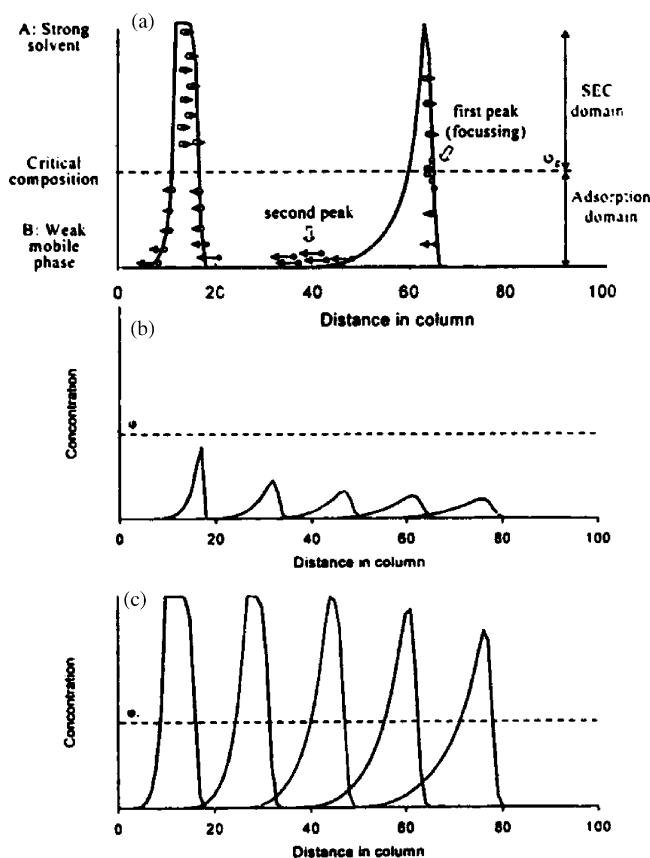 (a)
A: Strong
solvent
SEC
domain
first peak
(focussing)
Critical
composition
Adsorption
domain
second peak
B: Weak
mobile
phase
0 20 40 60 80 100
Distance in column
(b)
Concentration
0 20 40 60 80 100
Distance in column
(c)
Concentration
0 20 40 60 80 100
Distance in column